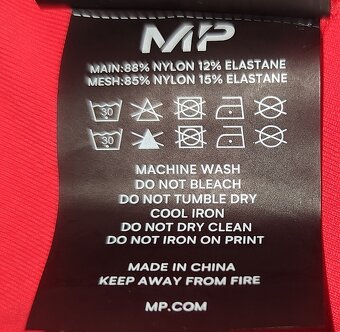 MP
MAIN:88% NYLON 12% ELASTANE
MESH:85% NYLON 15% ELASTANE
30
30
MACHINE WASH
DO NOT BLEACH
DO NOT TUMBLE DRY
COOL IRON
DO NOT DRY CLEAN
DO NOT IRON ON PRINT
MADE IN CHINA
KEEP AWAY FROM FIRE
MP.COM